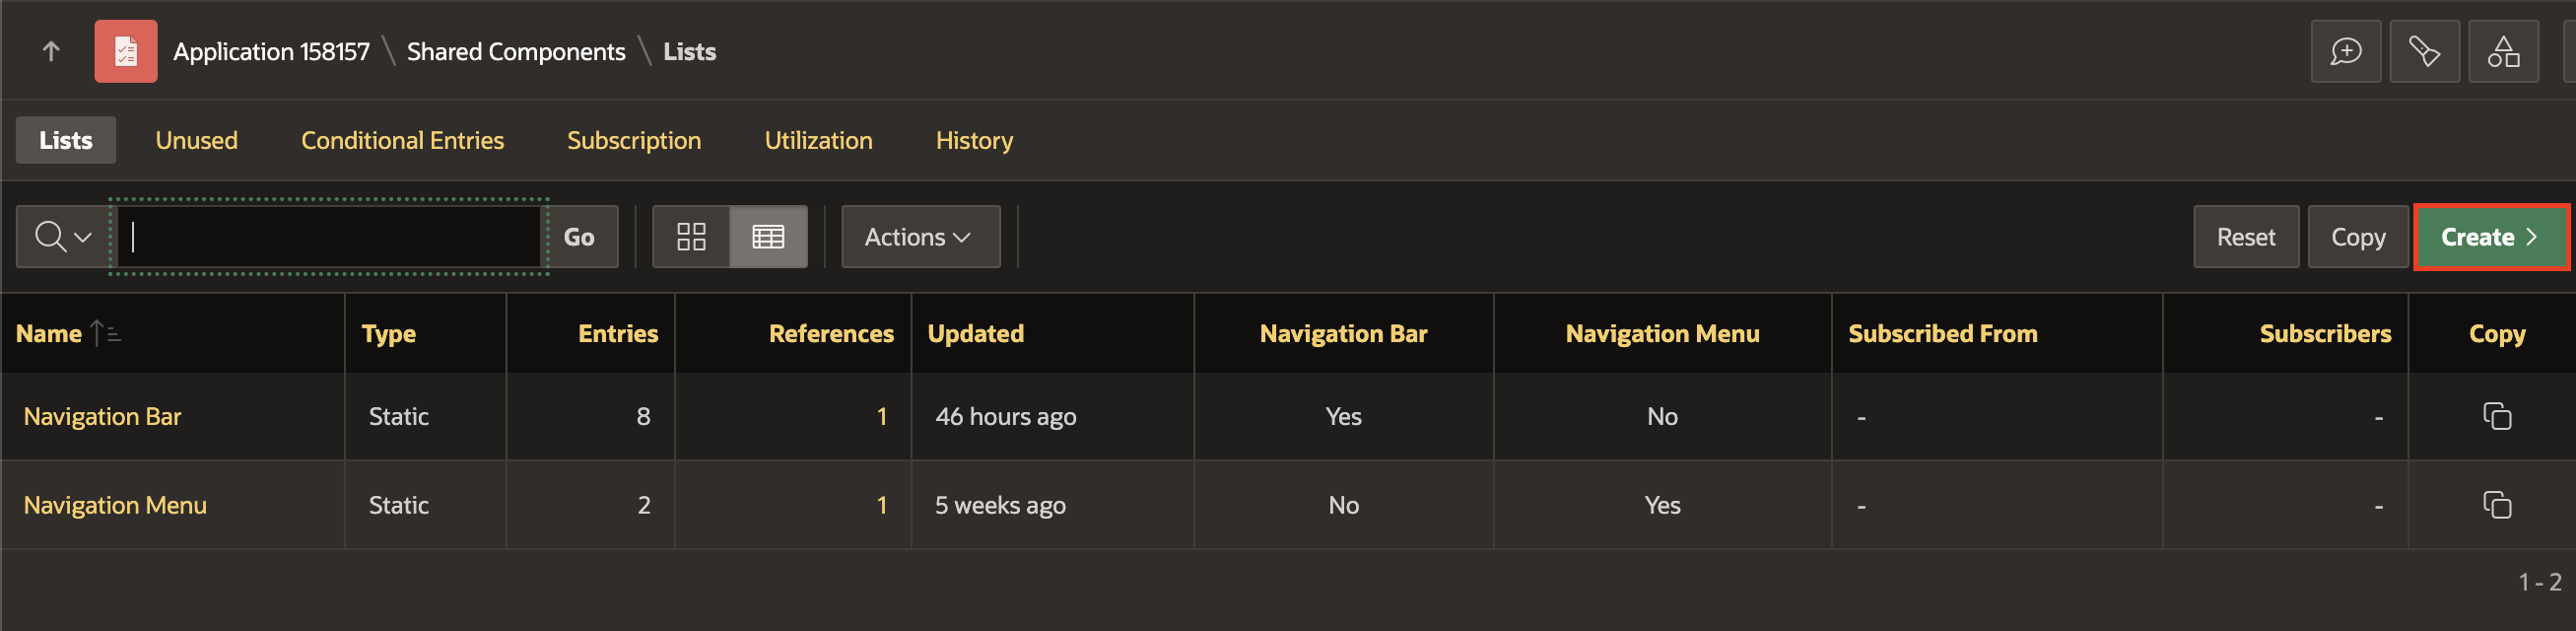 Application 158157 \ Shared Components \ Lists
Lists Unused Conditional Entries Subscription Utilization History
Go Actions Reset Copy Create >
Name Type Entries References Updated Navigation Bar Navigation Menu Subscribed From Subscribers Copy
Navigation Bar Static 8 1 46 hours ago Yes No - -
Navigation Menu Static 2 1 5 weeks ago No Yes - -
1 - 2